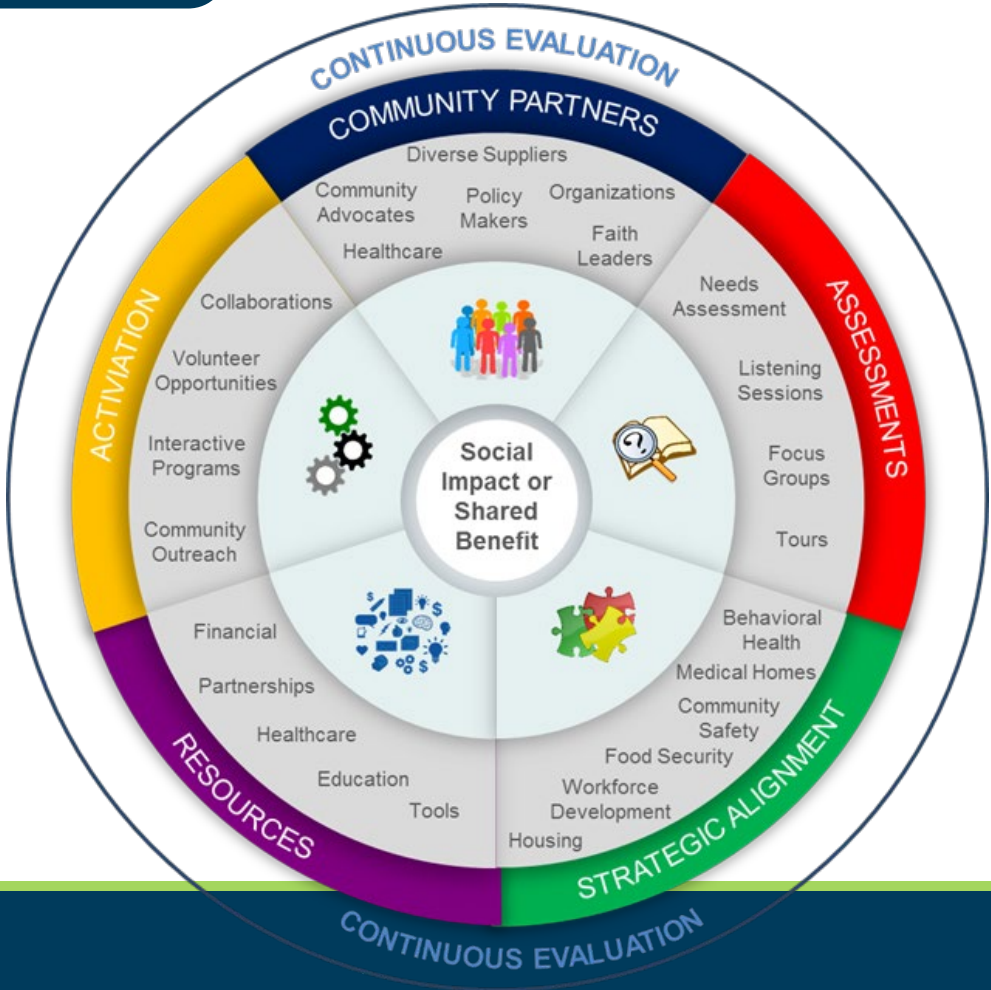 CONTINUOUS EVALUATION
COMMUNITY PARTNERS
Diverse Suppliers
Community
Advocates
Policy
Makers
Organizations
Healthcare
Faith
Leaders
ASSESSMENTS
Needs
Assessment
Listening
Sessions
Focus
Groups
Tours
STRATEGIC ALIGNMENT
Behavioral
Health
Medical Homes
Community
Safety
Food Security
Workforce
Development
Housing
RESOURCES
Financial
Partnerships
Healthcare
Education
Tools
ACTIVIATION
Collaborations
Volunteer
Opportunities
Interactive
Programs
Community
Outreach
Social
Impact or
Shared
Benefit
CONTINUOUS EVALUATION